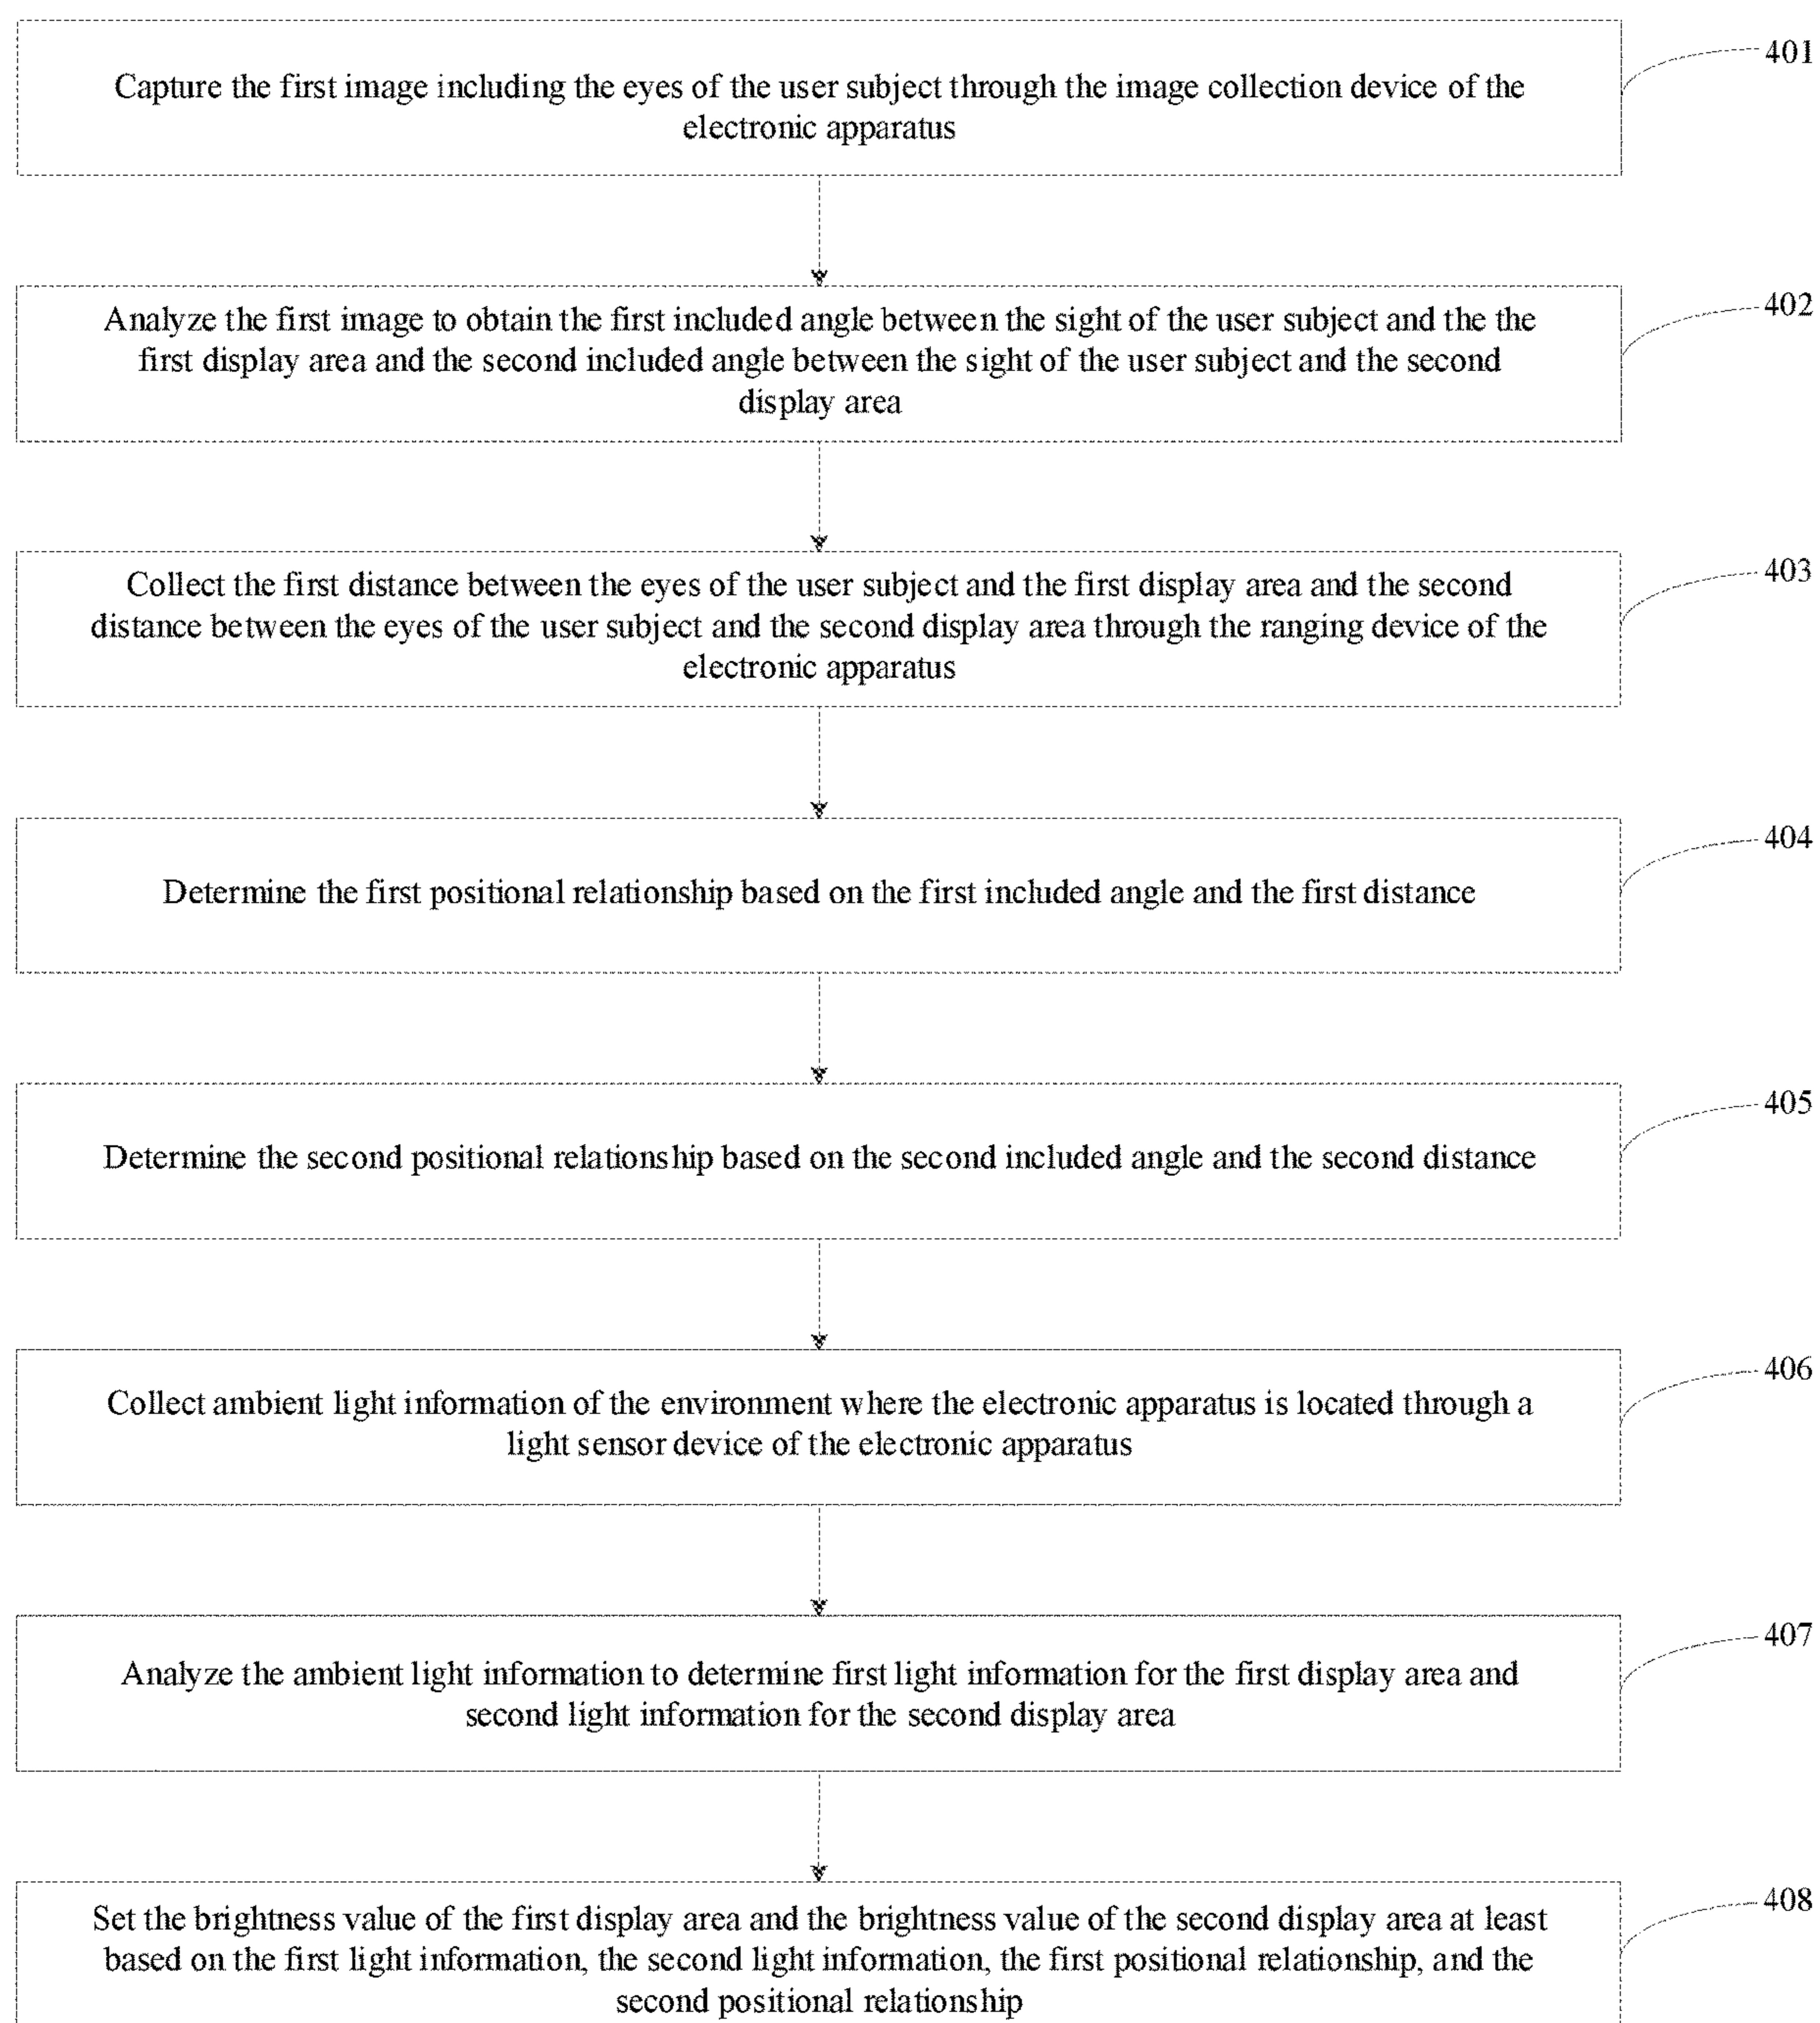 Capture the first image including the eyes of the user subject through the image collection device of the
electronic apparatus
401
Analyze the first image to obtain the first included angle between the sight of the user subject and the the
first display area and the second included angle between the sight of the user subject and the second
display area
402
Collect the first distance between the eyes of the user subject and the first display area and the second
distance between the eyes of the user subject and the second display area through the ranging device of the
electronic apparatus
403
Determine the first positional relationship based on the first included angle and the first distance
404
Determine the second positional relationship based on the second included angle and the second distance
405
Collect ambient light information of the environment where the electronic apparatus is located through a
light sensor device of the electronic apparatus
406
Analyze the ambient light information to determine first light information for the first display area and
second light information for the second display area
407
Set the brightness value of the first display area and the brightness value of the second display area at least
based on the first light information, the second light information, the first positional relationship, and the
second positional relationship
408